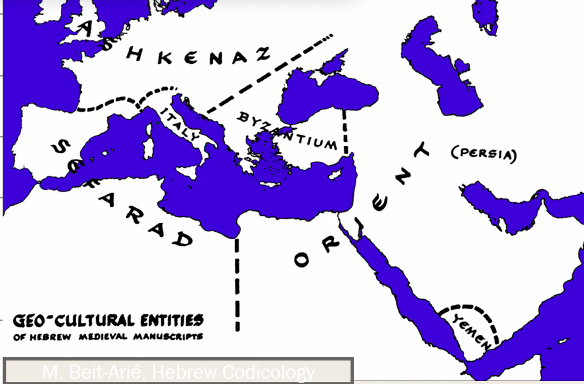 ASHKENAZ
ITALY
BYZANTIUM
SEFARAD
ORIENT
(PERSIA)
YEMEN
GEO-CULTURAL ENTITIES
OF HEBREW MEDIEVAL MANUSCRIPTS
M. Beit-Arié, Hebrew Codicology